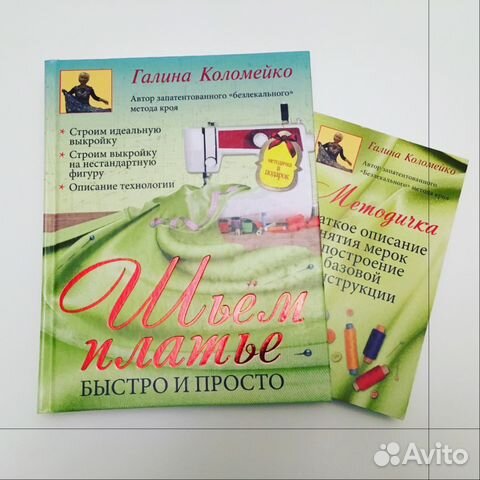 Галина Коломейко
Автор запатентованного "безлекального"
метода кроя
* Строим идеальную
выкройку
* Строим выкройку
на нестандартную
фигуру
* Описание технологии
методичка
в
подарок
Шьём
платье
БЫСТРО И ПРОСТО
Галина Коломейко
Автор запатентованного
"Безлекального" метода кроя
Методичка
аткое описание
нятия мерок
построение
базовой
нструкции
Avito